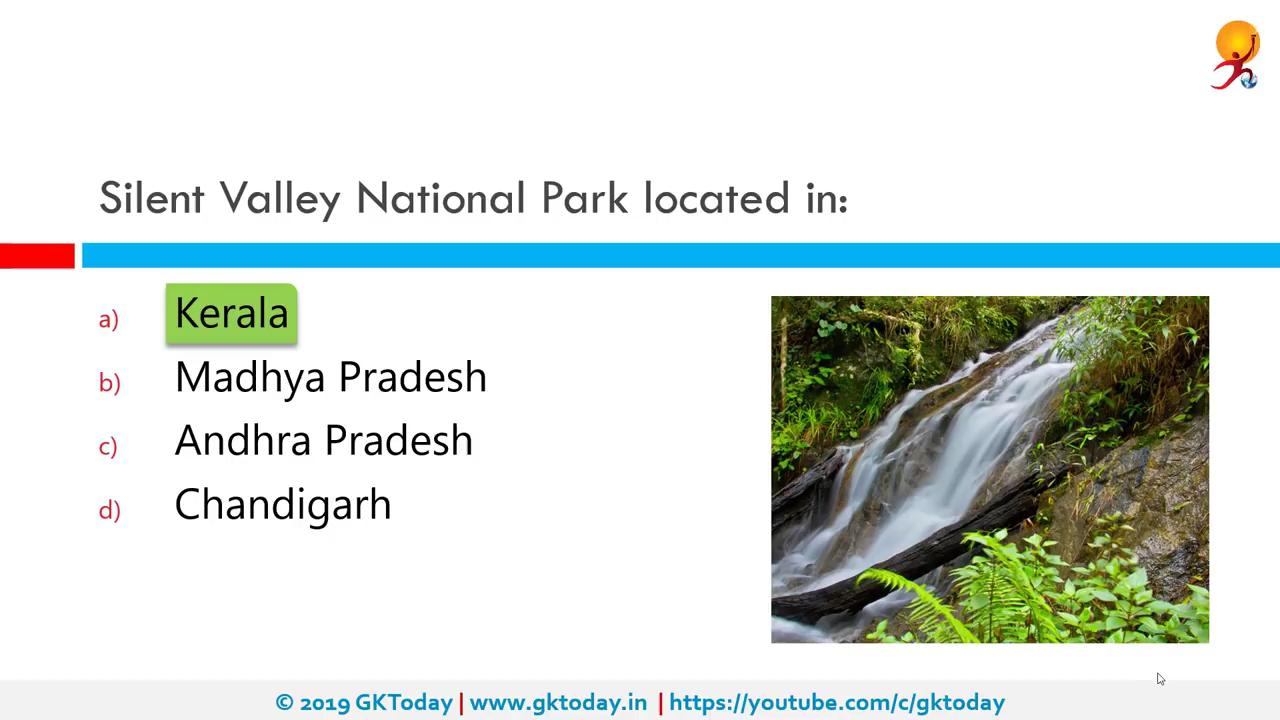 Silent Valley National Park located in:
a) Kerala
b) Madhya Pradesh
c) Andhra Pradesh
d) Chandigarh
© 2019 GKToday | www.gktoday.in | https://youtube.com/c/gktoday